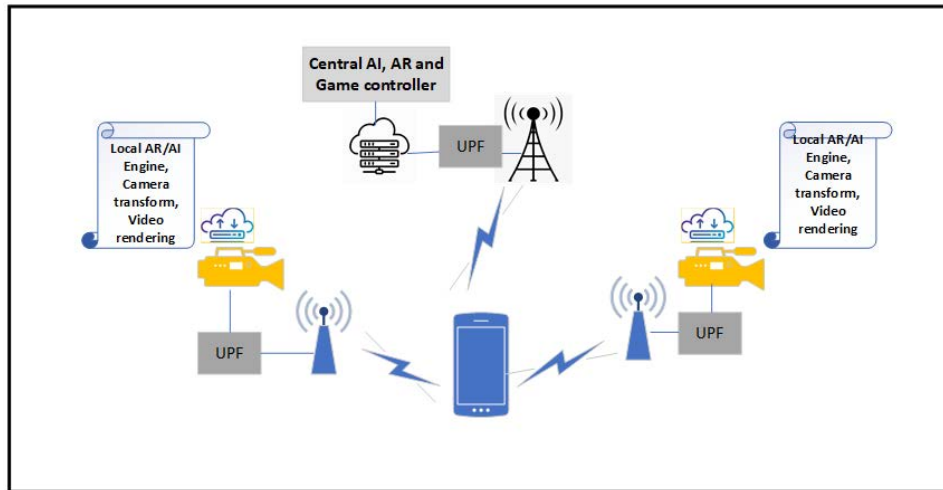 Central AI, AR and
Game controller
UPF
Local AR/AI
Engine,
Camera
transform,
Video
rendering
Local AR/AI
Engine,
Camera
transform,
Video
rendering
UPF
UPF